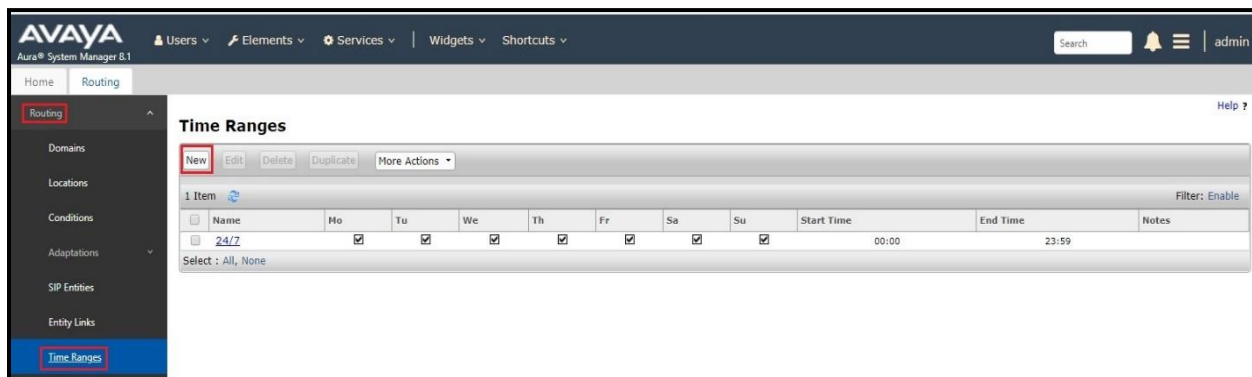 AVAYA
Aura® System Manager 8.1
Users Elements Services | Widgets Shortcuts
Search
admin
Home Routing
Routing
Domains
Locations
Conditions
Adaptations
SIP Entities
Entity Links
Time Ranges
Help ?
Time Ranges
New Edit Delete Duplicate More Actions
1 Item Filter: Enable
Name Mo Tu We Th Fr Sa Su Start Time End Time Notes
24/7 00:00 23:59
Select : All, None